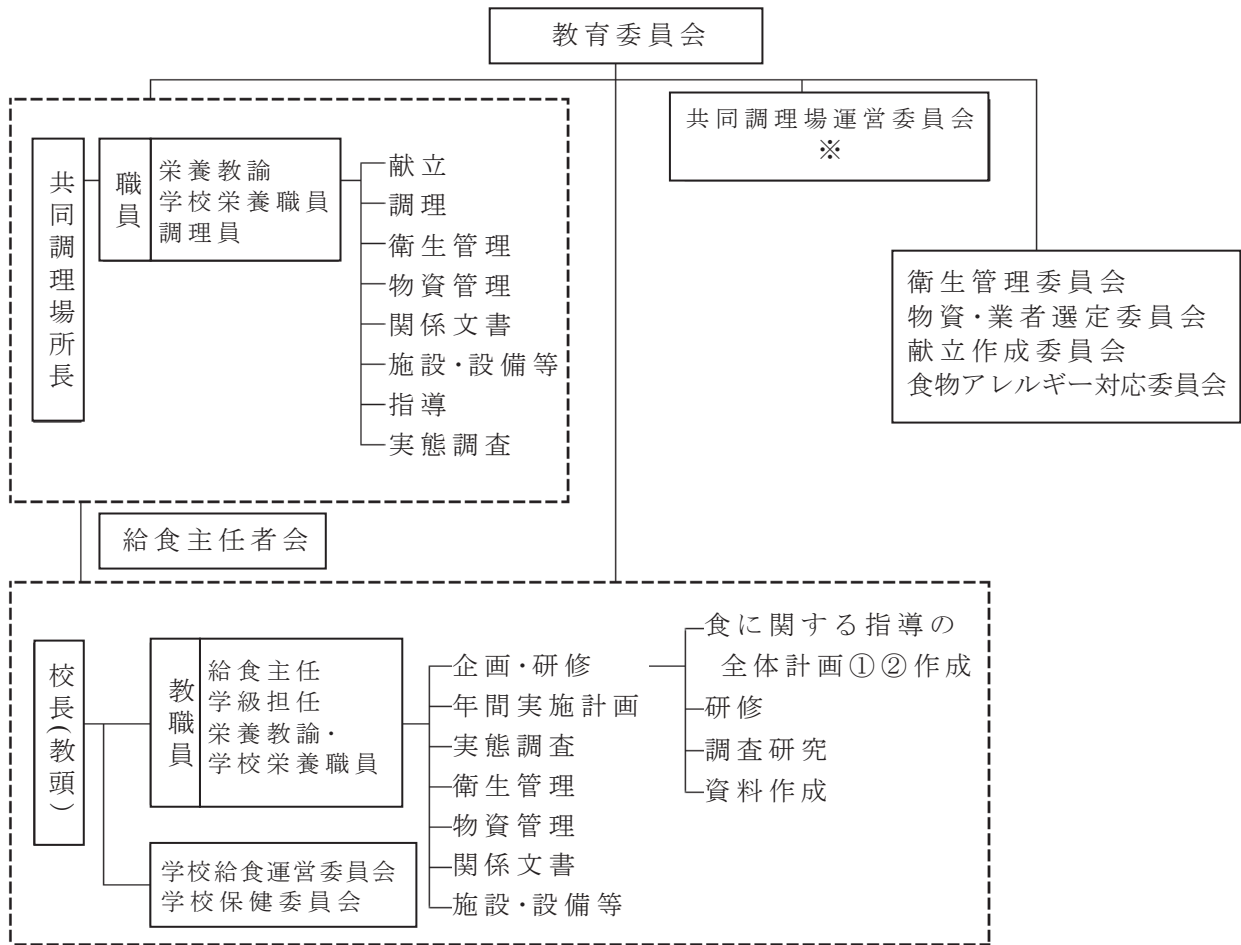 教育委員会
共同調理場運営委員会
※
共同調理場所長
職員
栄養教諭
学校栄養職員
調理員
献立
調理
衛生管理
物資管理
関係文書
施設・設備等
指導
実態調査
衛生管理委員会
物資・業者選定委員会
献立作成委員会
食物アレルギー対応委員会
給食主任者会
校長(教頭)
教職員
給食主任
学級担任
栄養教諭・
学校栄養職員
学校給食運営委員会
学校保健委員会
企画・研修
年間実施計画
実態調査
衛生管理
物資管理
関係文書
施設・設備等
食に関する指導の
全体計画①②作成
研修
調査研究
資料作成